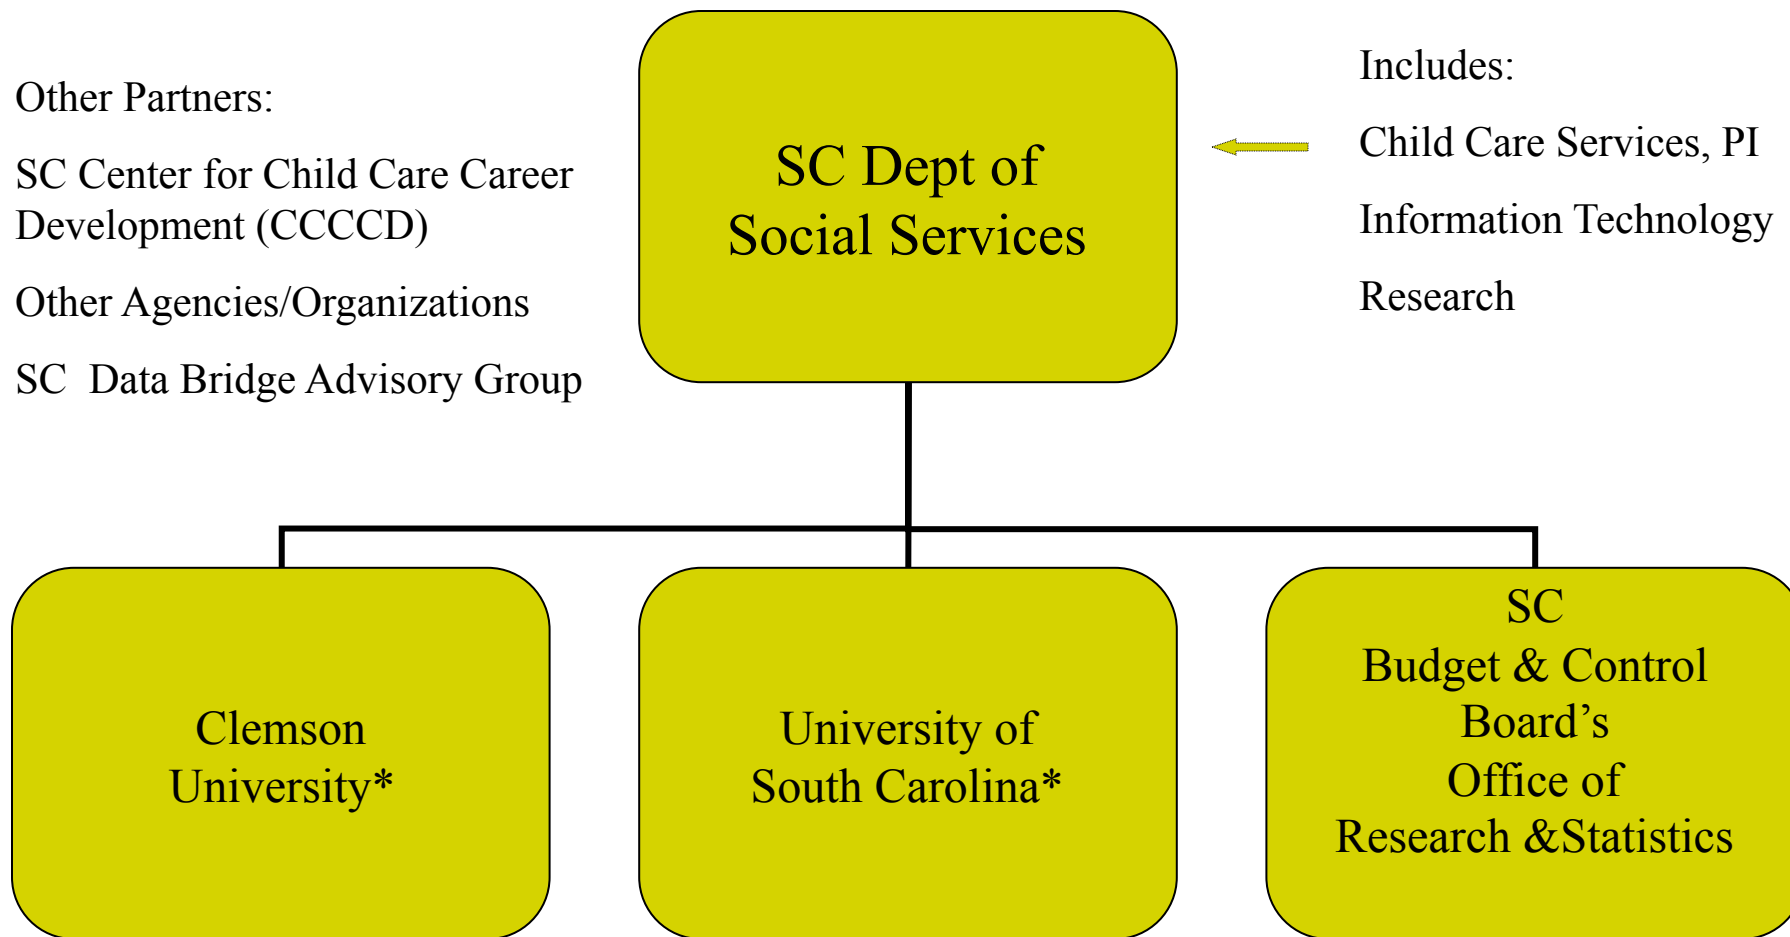 Other Partners:
SC Center for Child Care Career
Development (CCCCD)
Other Agencies/Organizations
SC  Data Bridge Advisory Group
SC Dept of
Social Services
Includes:
Child Care Services, PI
Information Technology
Research
Clemson
University*
University of
South Carolina*
SC
Budget & Control
Board’s
Office of
Research &Statistics